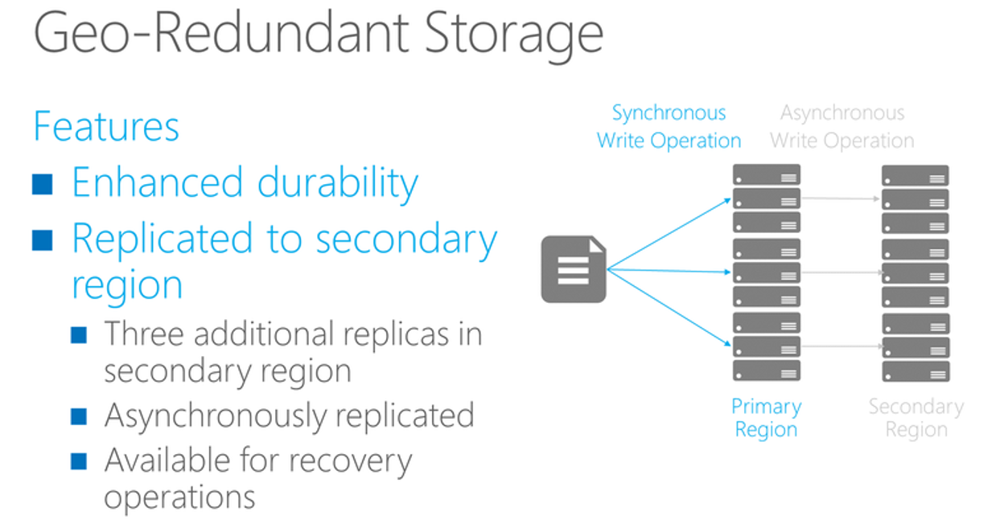 Geo-Redundant Storage
Features
Enhanced durability
Replicated to secondary
region
Three additional replicas in
secondary region
Asynchronously replicated
Available for recovery
operations
Synchronous
Write Operation
Asynchronous
Write Operation
Primary
Region
Secondary
Region